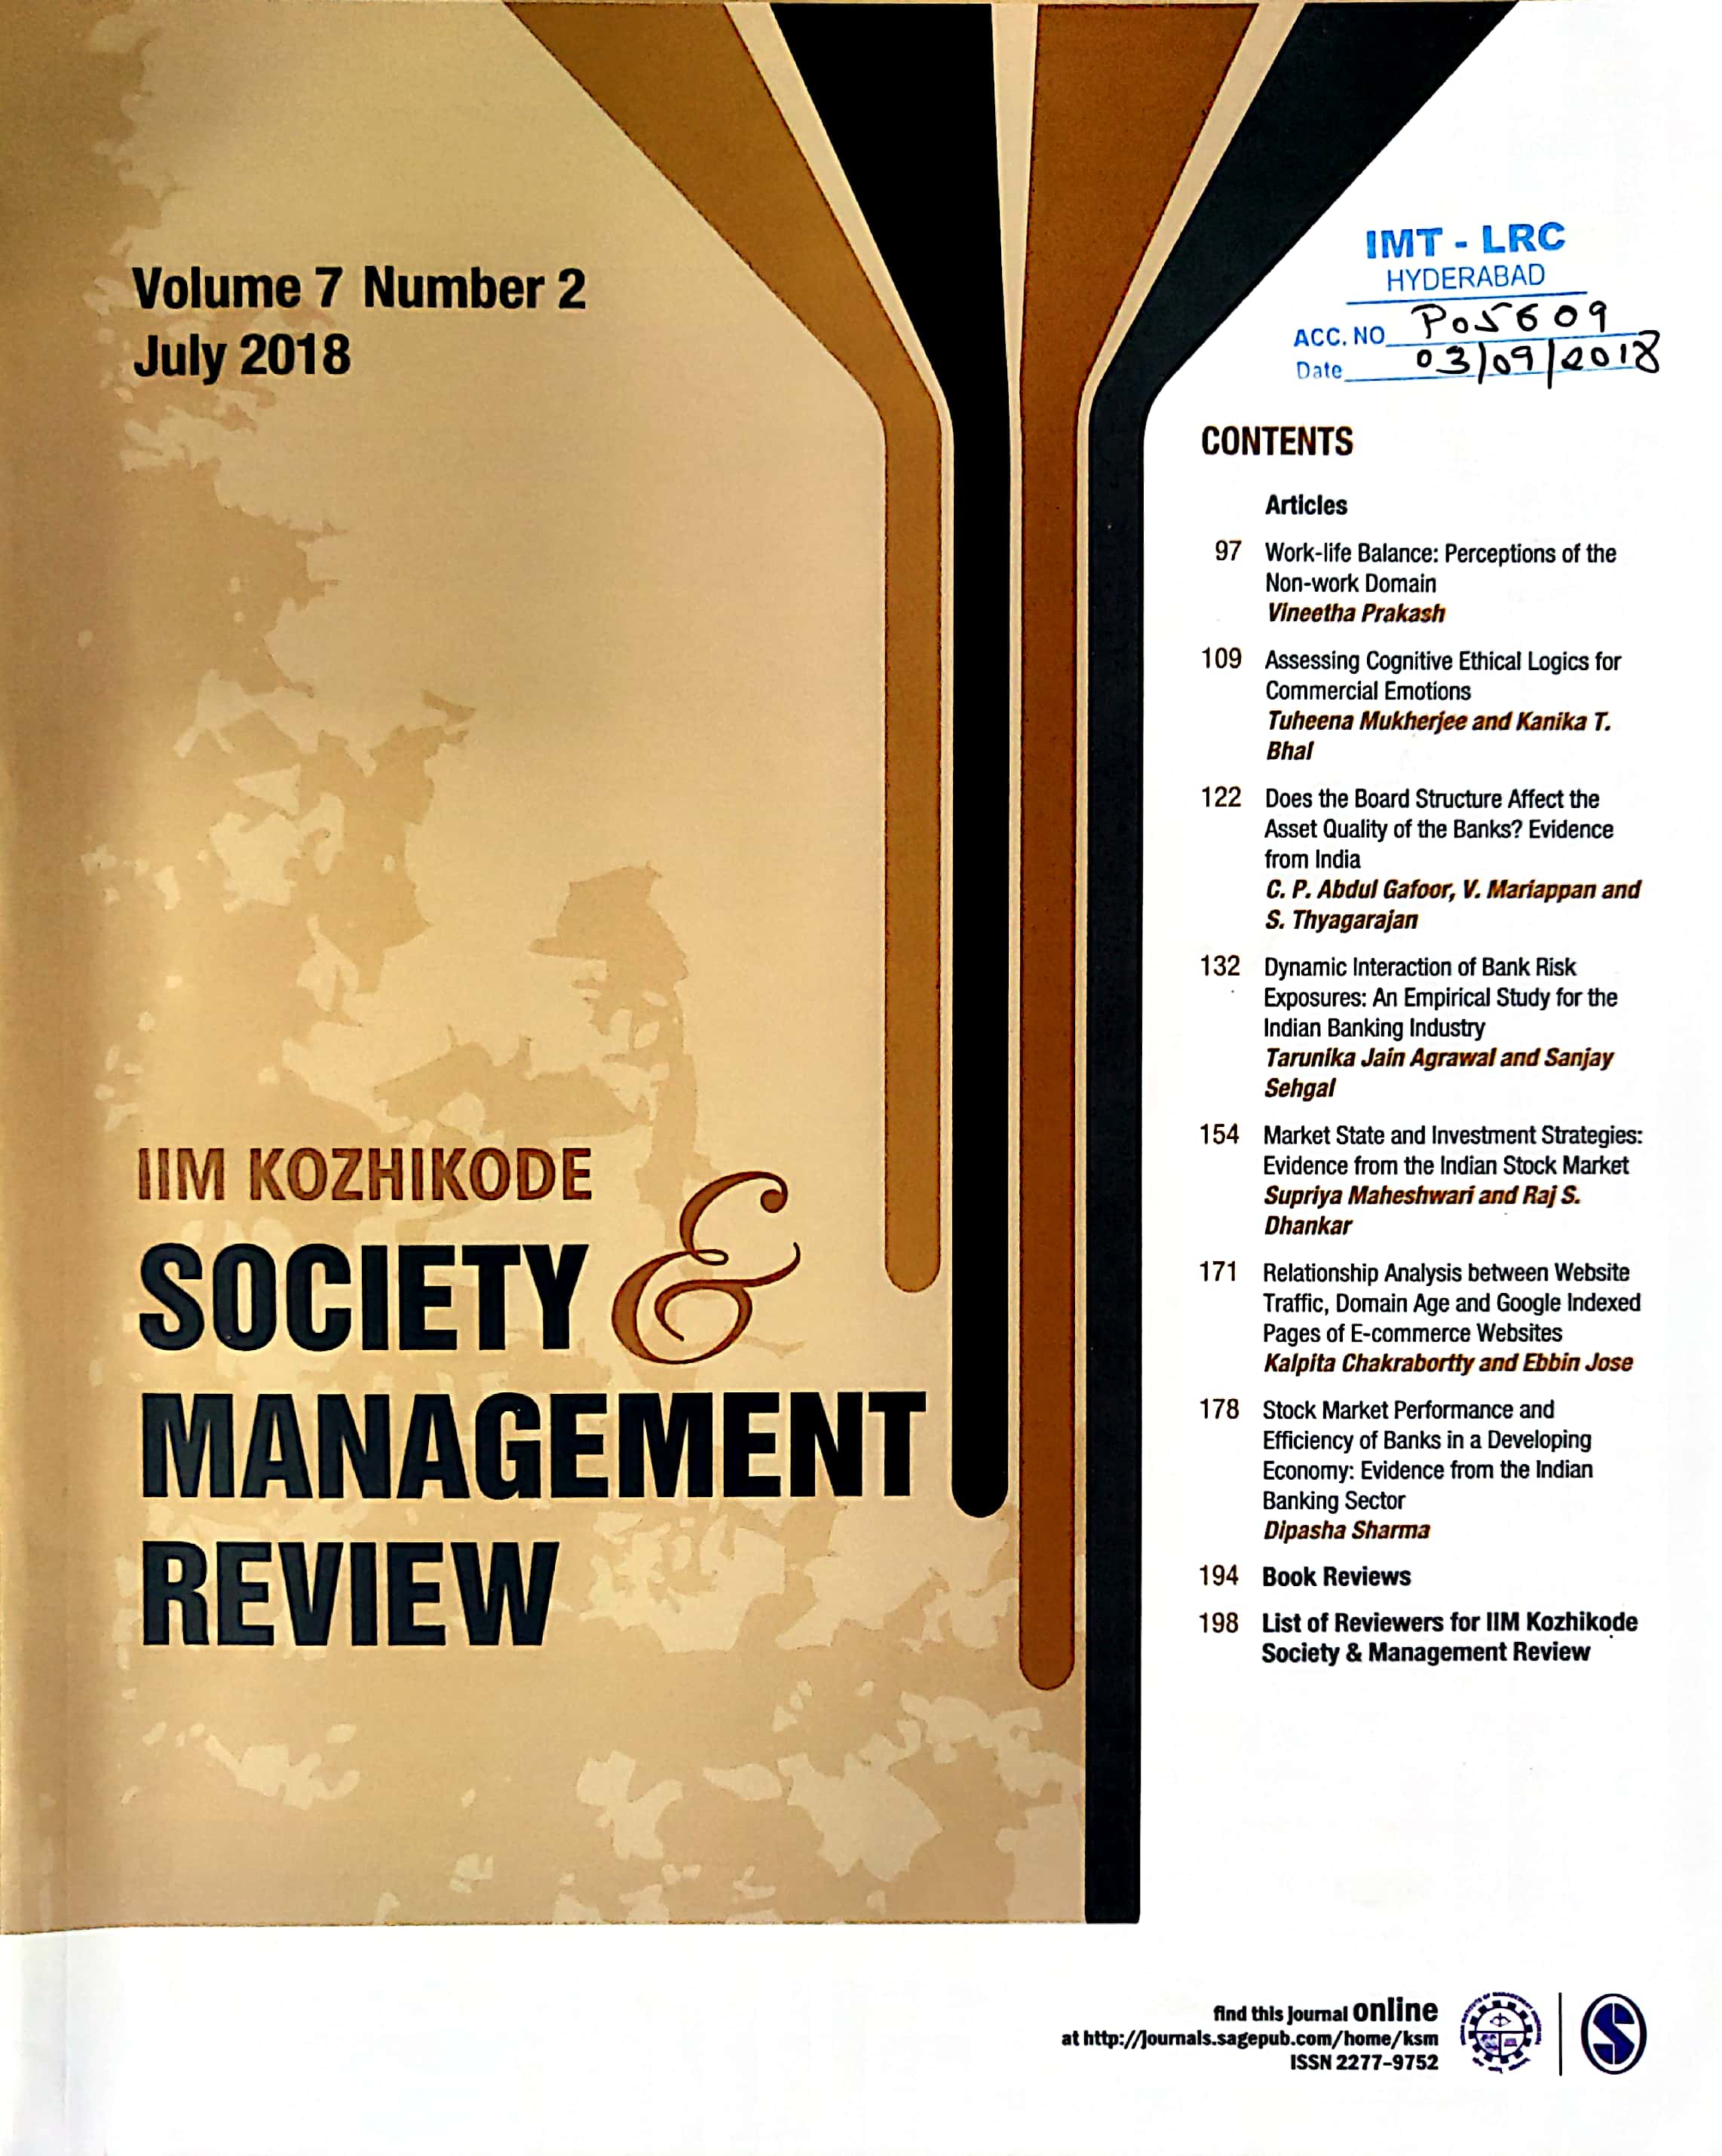 Volume 7 Number 2
July 2018
IMT - LRC
HYDERABAD
ACC. NO P05609
Date 03/09/2018
CONTENTS
Articles
97 Work-life Balance: Perceptions of the
Non-work Domain
Vineetha Prakash
109 Assessing Cognitive Ethical Logics for
Commercial Emotions
Tuheena Mukherjee and Kanika T.
Bhal
122 Does the Board Structure Affect the
Asset Quality of the Banks? Evidence
from India
C. P. Abdul Gafoor, V. Mariappan and
S. Thyagarajan
132 Dynamic Interaction of Bank Risk
Exposures: An Empirical Study for the
Indian Banking Industry
Tarunika Jain Agrawal and Sanjay
Sehgal
154 Market State and Investment Strategies:
Evidence from the Indian Stock Market
Supriya Maheshwari and Raj S.
Dhankar
171 Relationship Analysis between Website
Traffic, Domain Age and Google Indexed
Pages of E-commerce Websites
Kalpita Chakrabortty and Ebbin Jose
178 Stock Market Performance and
Efficiency of Banks in a Developing
Economy: Evidence from the Indian
Banking Sector
Dipasha Sharma
194 Book Reviews
198 List of Reviewers for IIM Kozhikode
Society & Management Review
IIM KOZHIKODE
SOCIETY &
MANAGEMENT
REVIEW
find this journal online
at http://journals.sagepub.com/home/ksm
ISSN 2277-9752